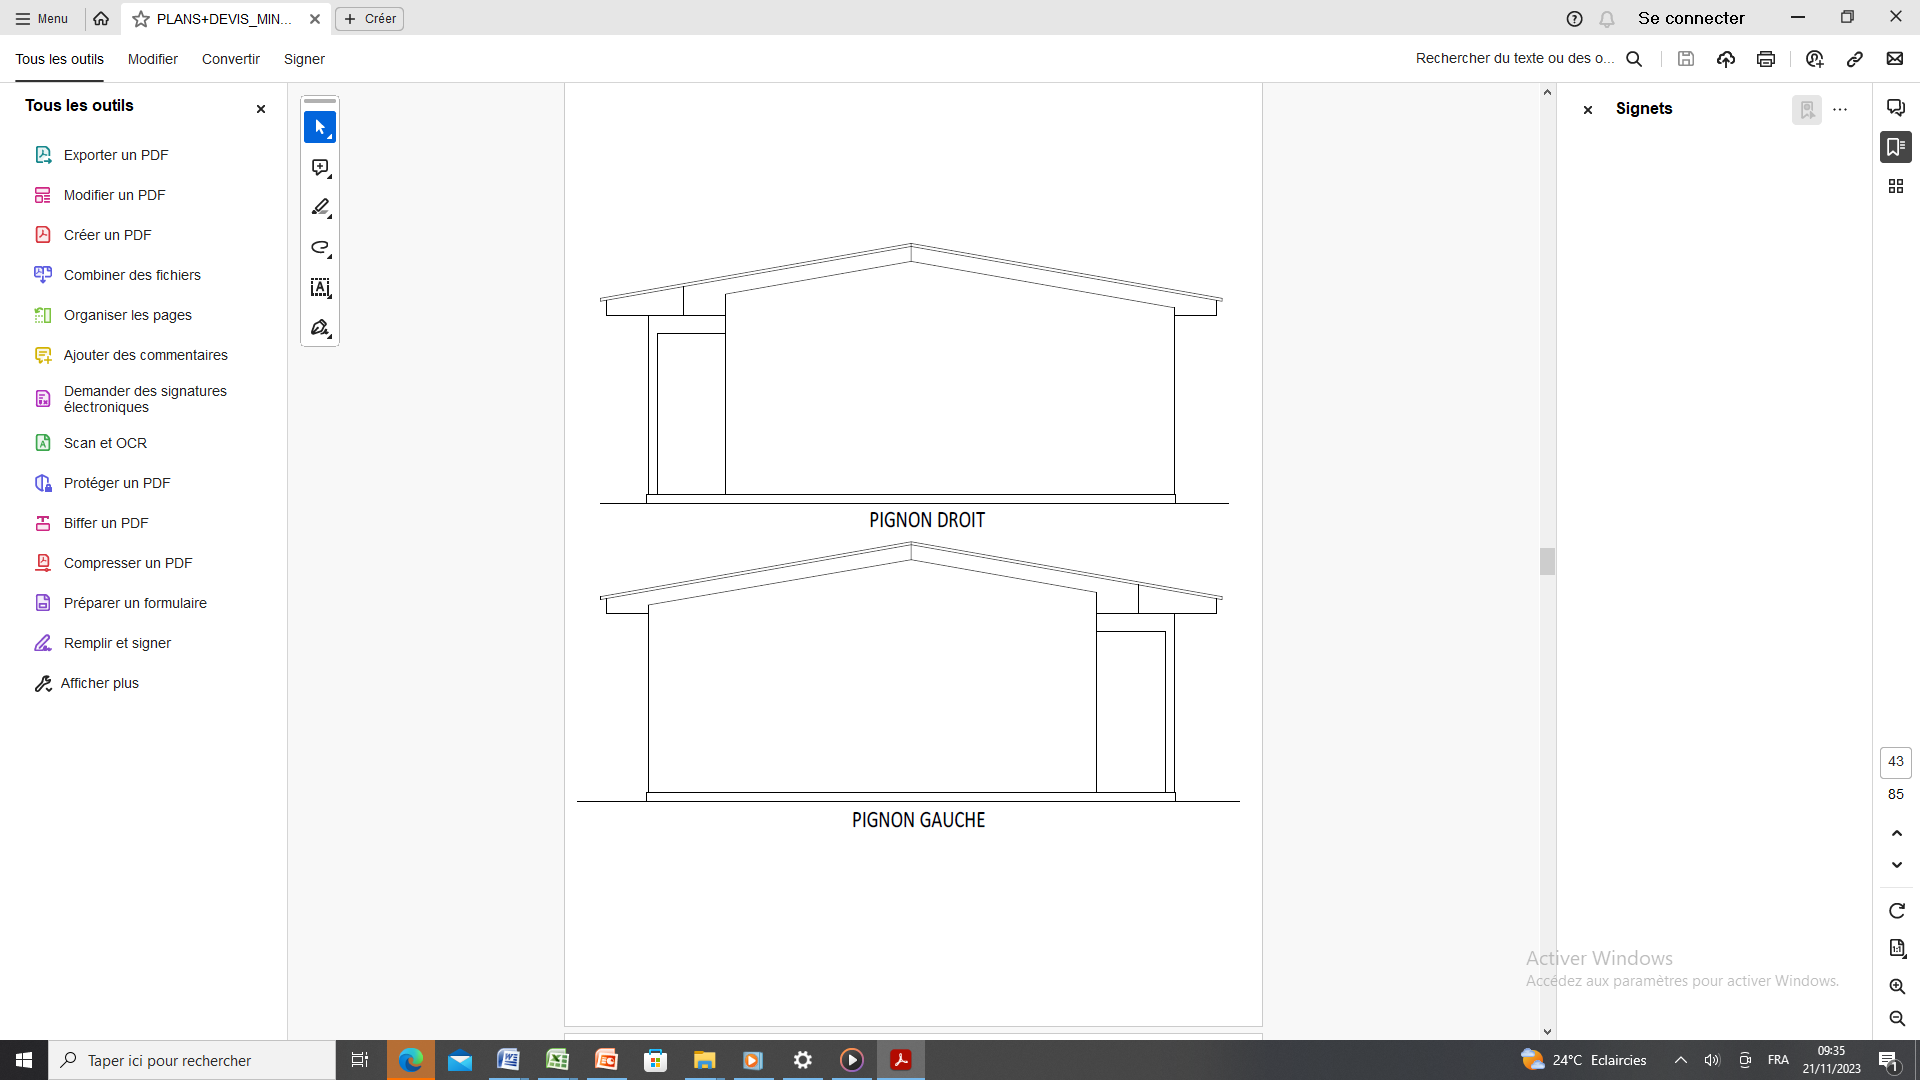 Menu
PLANS+DEVIS_MIN...
Créer
Se connecter
Tous les outils
Modifier
Convertir
Signer
Rechercher du texte ou des o...
Tous les outils
Exporter un PDF
Modifier un PDF
Créer un PDF
Combiner des fichiers
Organiser les pages
Ajouter des commentaires
Demander des signatures
électroniques
Scan et OCR
Protéger un PDF
Biffer un PDF
Compresser un PDF
Préparer un formulaire
Remplir et signer
Afficher plus
PIGNON DROIT
PIGNON GAUCHE
Signets
43
85
Activer Windows
Accédez aux paramètres pour activer Windows.
Taper ici pour rechercher
24°C Eclaircies
FRA
09:35
21/11/2023
1